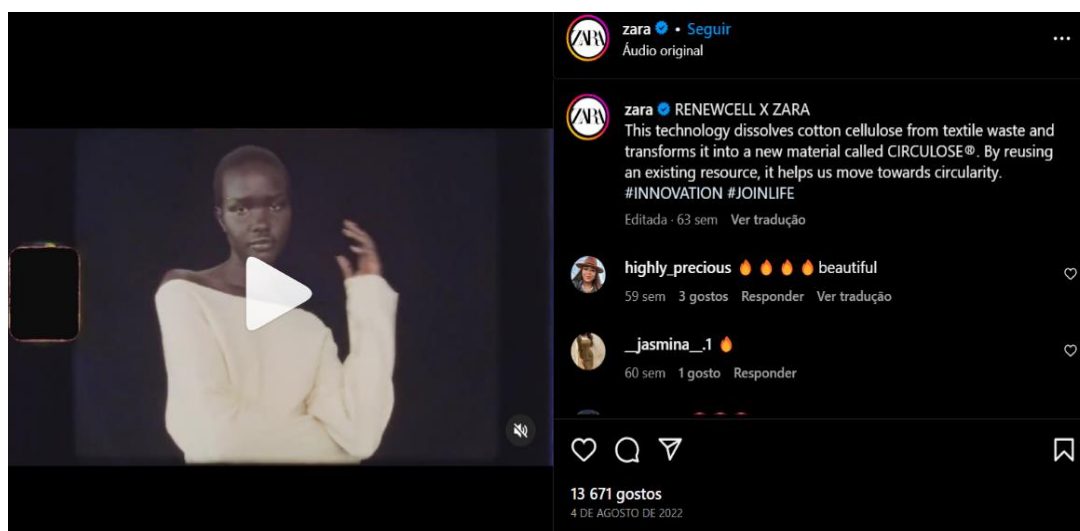 ZARA
zara • Seguir
Áudio original
ZARA
zara RENEWCELL X ZARA
This technology dissolves cotton cellulose from textile waste and
transforms it into a new material called CIRCULOSE®. By reusing
an existing resource, it helps us move towards circularity.
#INNOVATION #JOINLIFE
Editada · 63 sem Ver tradução
highly_precious 🔥 🔥 🔥 🔥 beautiful
59 sem 3 gostos Responder Ver tradução
__jasmina__.1 🔥
60 sem 1 gosto Responder
13 671 gostos
4 DE AGOSTO DE 2022